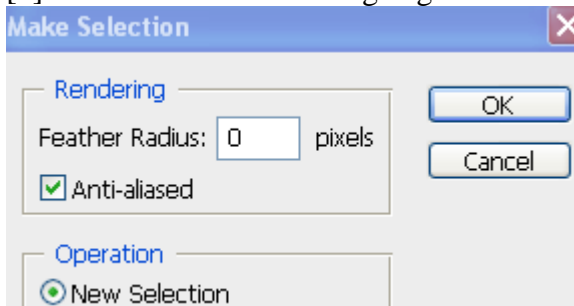 Make Selection
Rendering
Feather Radius: 0 pixels
Anti-aliased
OK
Cancel
Operation
New Selection